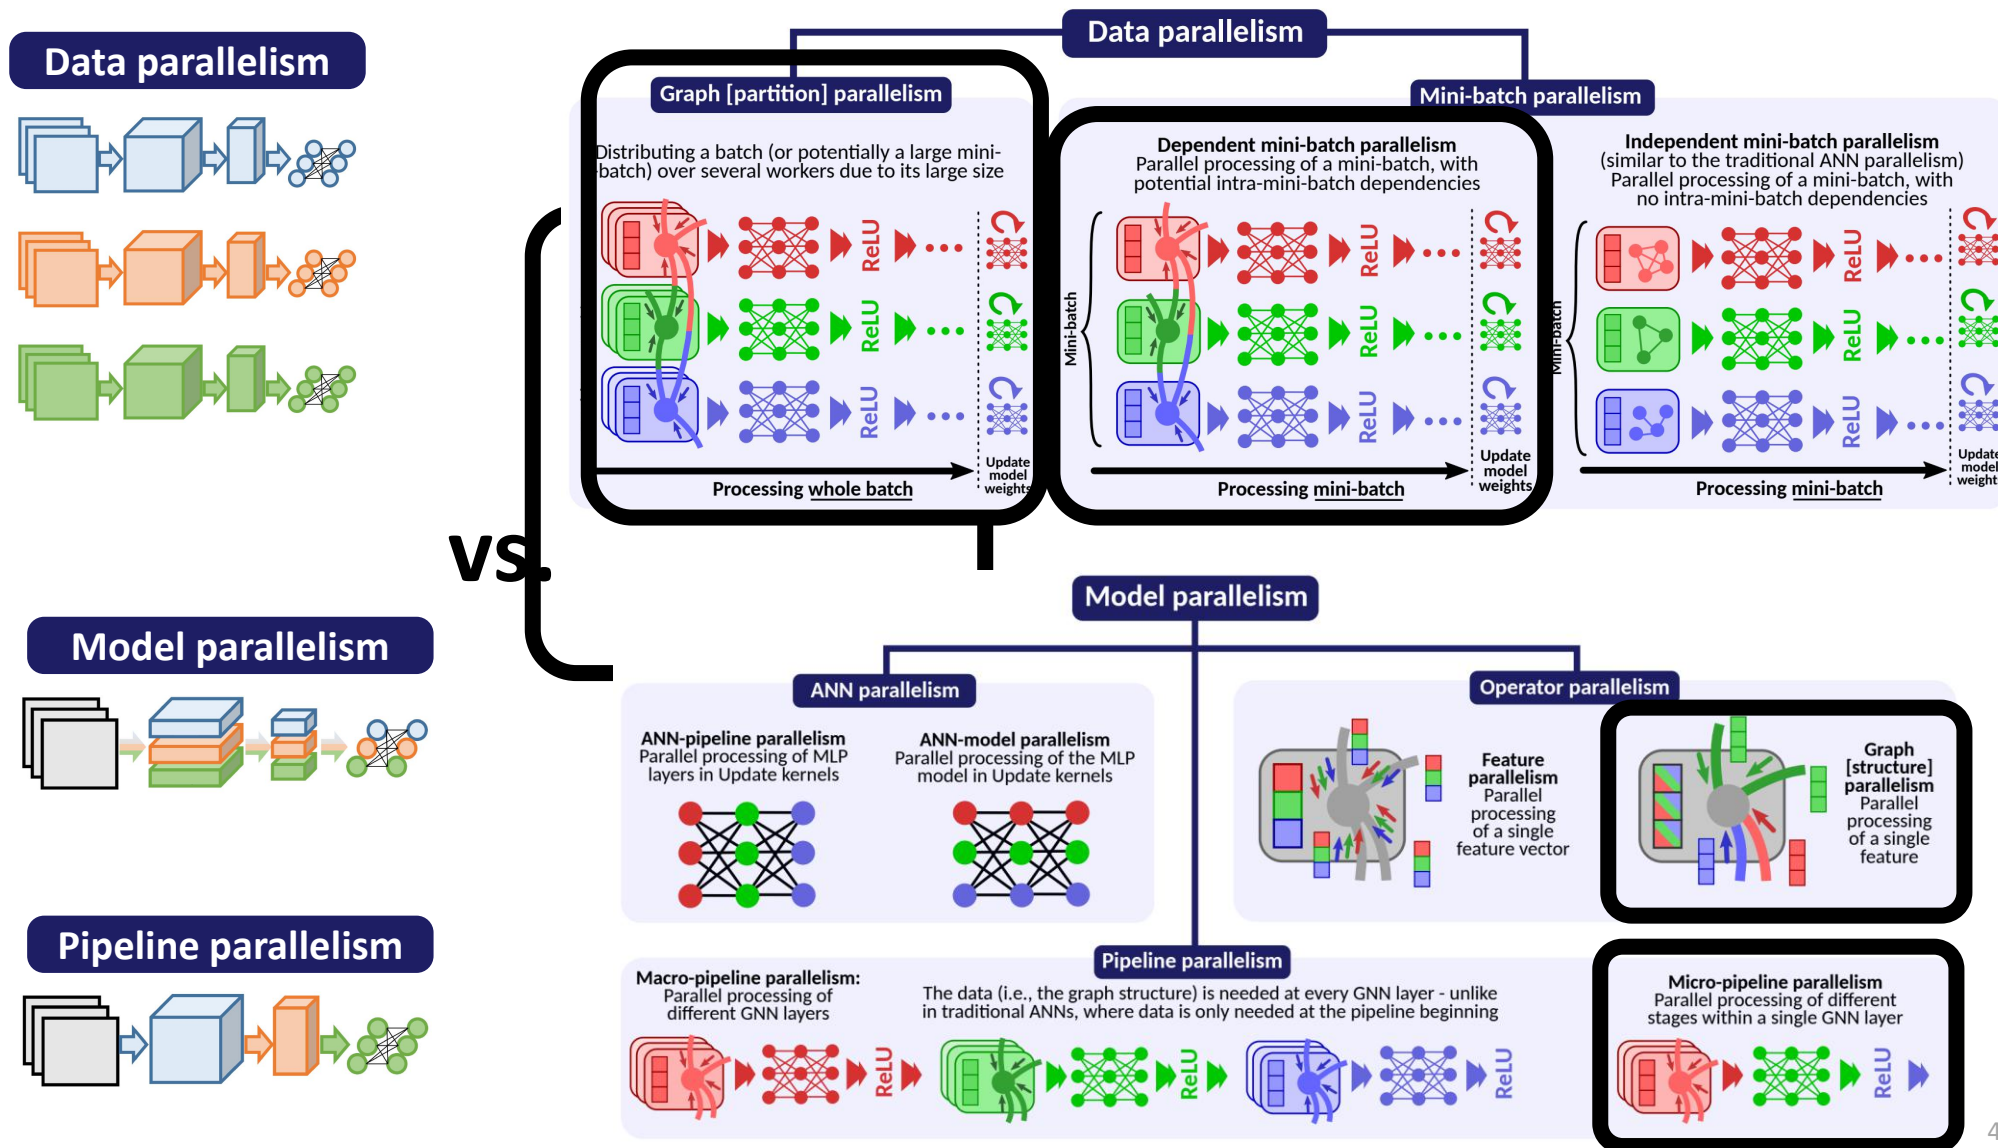 Data parallelism
Model parallelism
Pipeline parallelism
vs.
Data parallelism
Graph [partition] parallelism
Distributing a batch (or potentially a large mini-
-batch) over several workers due to its large size
ReLU
ReLU
ReLU
Processing whole batch
Update
model
weights
Mini-batch parallelism
Dependent mini-batch parallelism
Parallel processing of a mini-batch, with
potential intra-mini-batch dependencies
Mini-batch
ReLU
ReLU
ReLU
Processing mini-batch
Update
model
weights
Independent mini-batch parallelism
(similar to the traditional ANN parallelism)
Parallel processing of a mini-batch, with
no intra-mini-batch dependencies
Mini-batch
ReLU
ReLU
ReLU
Processing mini-batch
Update
model
weight
Model parallelism
ANN parallelism
ANN-pipeline parallelism
Parallel processing of MLP
layers in Update kernels
ANN-model parallelism
Parallel processing of the MLP
model in Update kernels
Operator parallelism
Feature
parallelism
Parallel
processing
of a single
feature vector
Graph
[structure]
parallelism
Parallel
processing
of a single
feature
Pipeline parallelism
Macro-pipeline parallelism:
Parallel processing of
different GNN layers
The data (i.e., the graph structure) is needed at every GNN layer - unlike
in traditional ANNs, where data is only needed at the pipeline beginning
ReLU
ReLU
ReLU
Micro-pipeline parallelism
Parallel processing of different
stages within a single GNN layer
ReLU
4